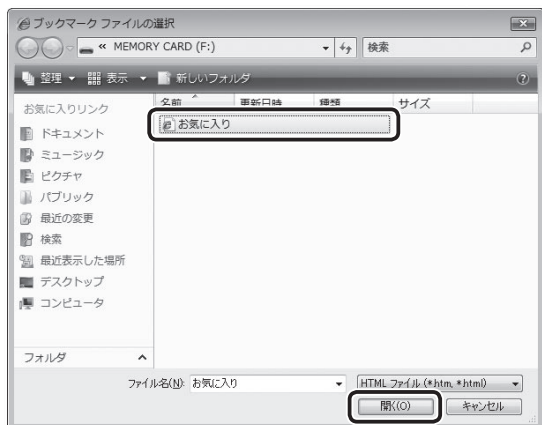 ブックマーク ファイルの選択
« MEMORY CARD (F:)
検索
整理 表示 新しいフォルダ
お気に入りリンク
名前 更新日時 種類 サイズ
お気に入り
ドキュメント
ミュージック
ピクチャ
パブリック
最近の変更
検索
最近表示した場所
デスクトップ
コンピュータ
フォルダ
ファイル名(N): お気に入り
HTML ファイル (*.htm, *.html)
開く(O) キャンセル